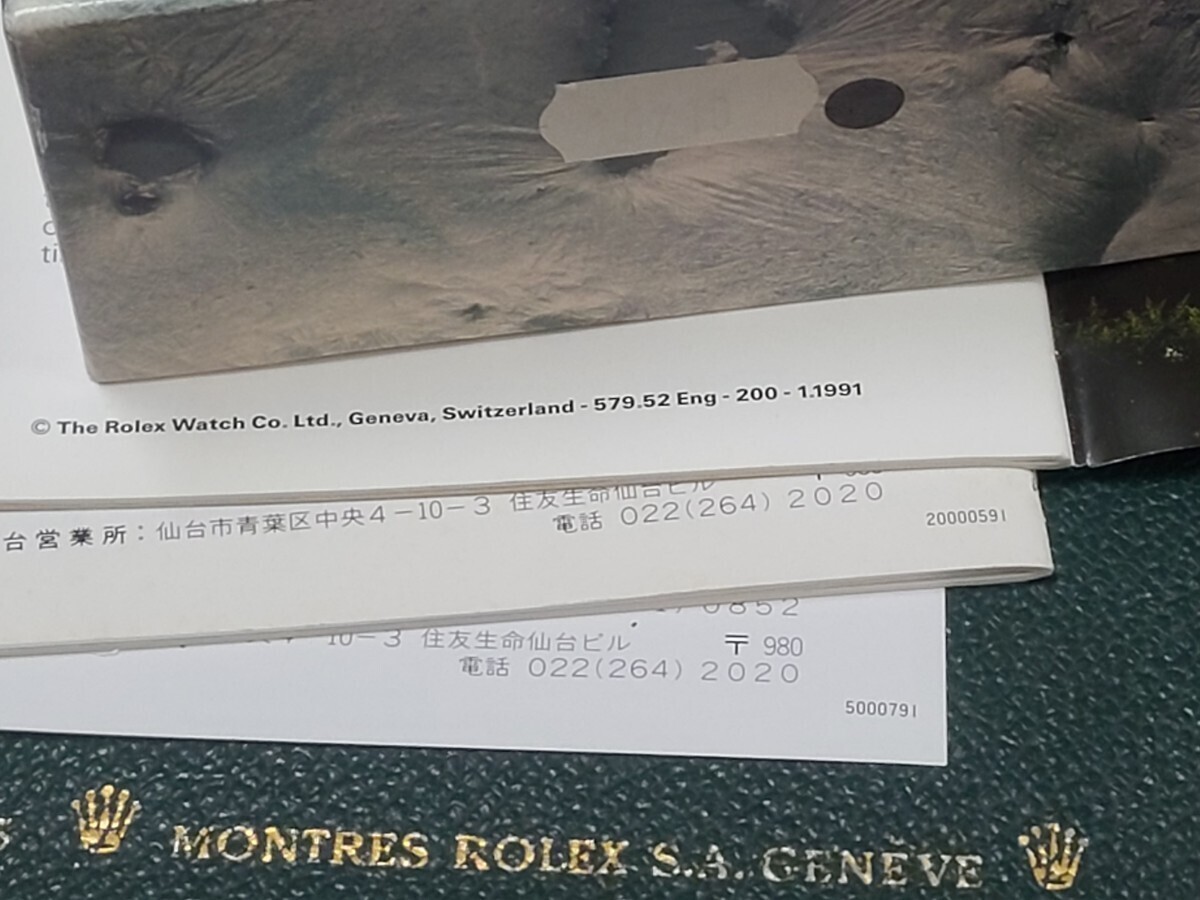 ti
© The Rolex Watch Co. Ltd., Geneva, Switzerland - 579.52 Eng - 200 - 1.1991
台営業所：仙台市青葉区中央4－10－3 住友生命仙台ビル
電話 022(264) 2020
20000591
0852
10－3 住友生命仙台ビル 〒 980
電話 022(264) 2020
5000791
MONTRES ROLEX S.A. GENEVE